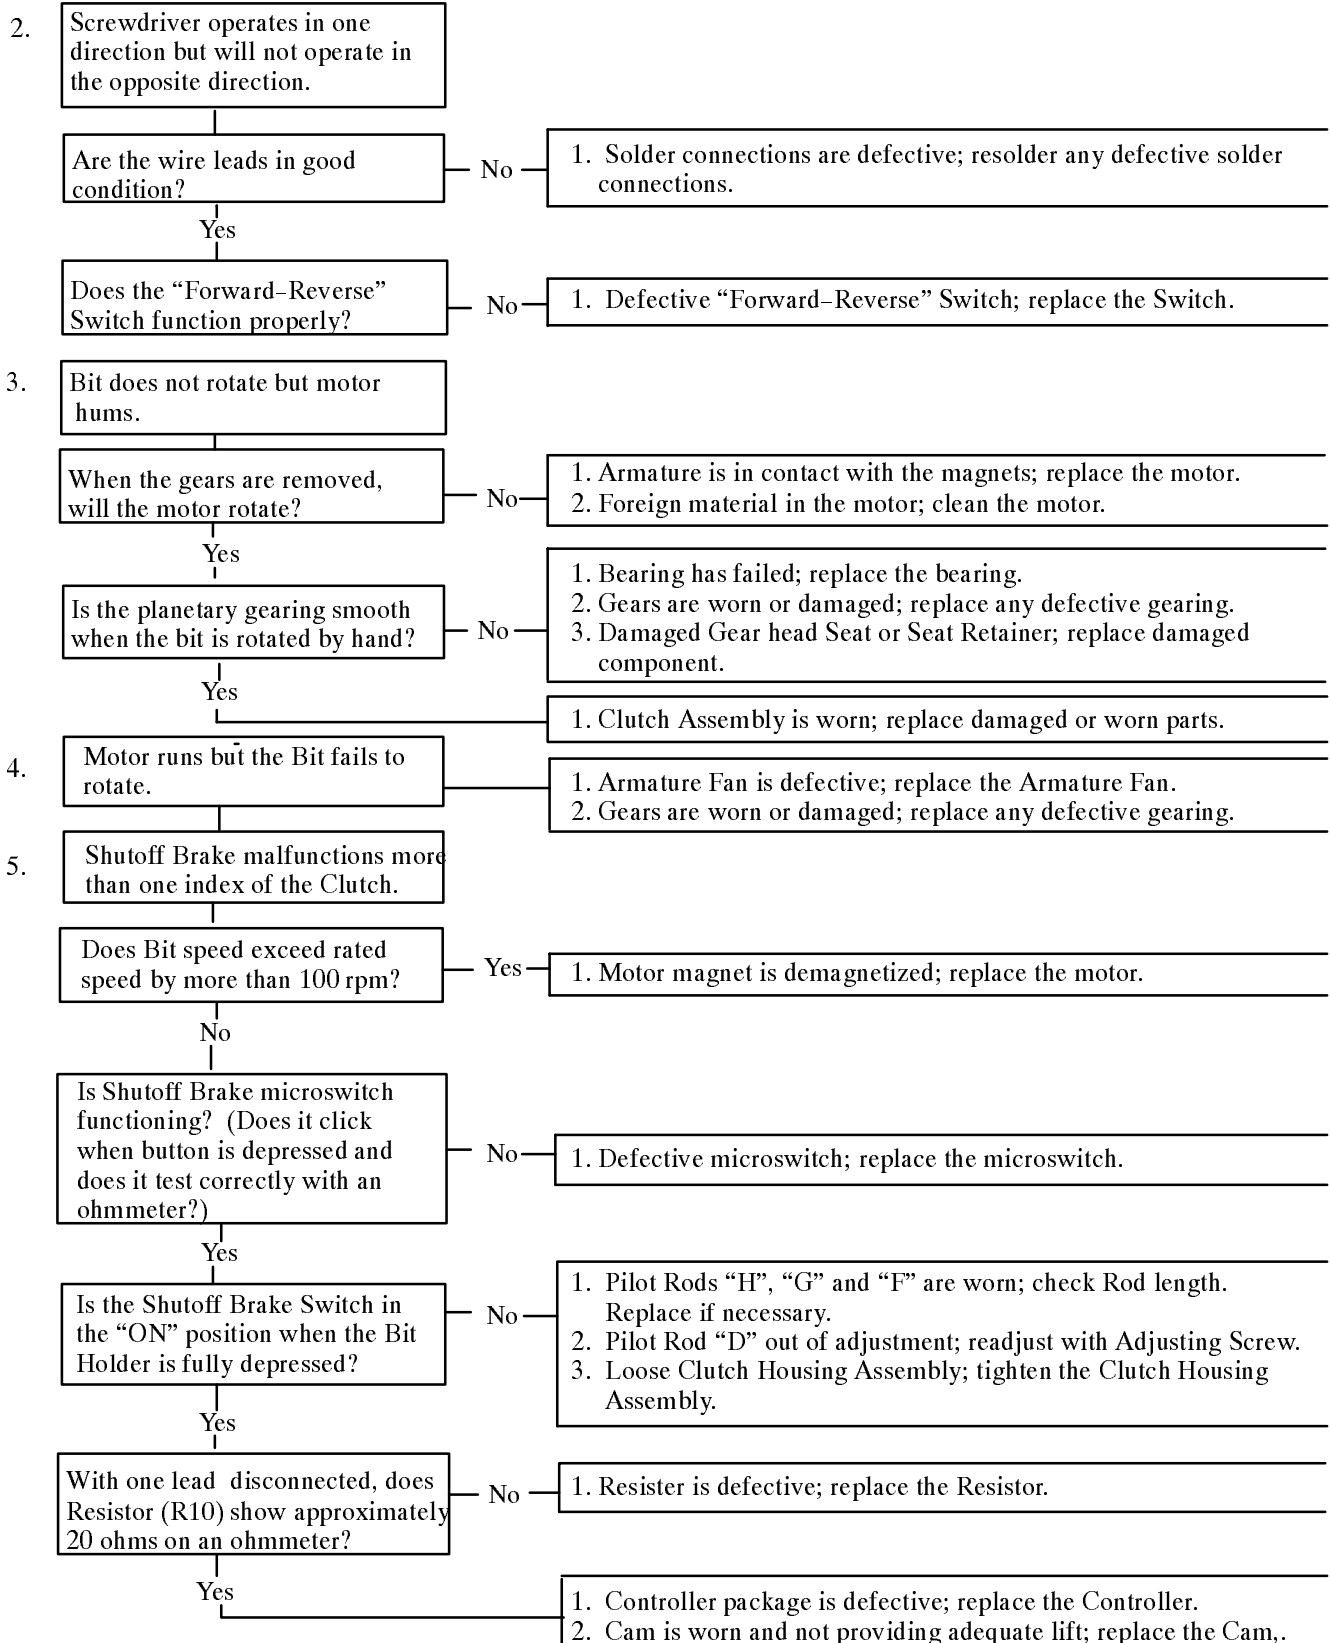 2.
Screwdriver operates in one
direction but will not operate in
the opposite direction.
Are the wire leads in good
condition?
No
1. Solder connections are defective; resolder any defective solder
connections.
Yes
Does the “Forward–Reverse”
Switch function properly?
No
1. Defective “Forward–Reverse” Switch; replace the Switch.
3.
Bit does not rotate but motor
hums.
When the gears are removed,
will the motor rotate?
No
1. Armature is in contact with the magnets; replace the motor.
2. Foreign material in the motor; clean the motor.
Yes
Is the planetary gearing smooth
when the bit is rotated by hand?
No
1. Bearing has failed; replace the bearing.
2. Gears are worn or damaged; replace any defective gearing.
3. Damaged Gear head Seat or Seat Retainer; replace damaged
component.
Yes
1. Clutch Assembly is worn; replace damaged or worn parts.
4.
Motor runs but the Bit fails to
rotate.
1. Armature Fan is defective; replace the Armature Fan.
2. Gears are worn or damaged; replace any defective gearing.
5.
Shutoff Brake malfunctions more
than one index of the Clutch.
Does Bit speed exceed rated
speed by more than 100 rpm?
Yes
1. Motor magnet is demagnetized; replace the motor.
No
Is Shutoff Brake microswitch
functioning? (Does it click
when button is depressed and
does it test correctly with an
ohmmeter?)
No
1. Defective microswitch; replace the microswitch.
Yes
Is the Shutoff Brake Switch in
the “ON” position when the Bit
Holder is fully depressed?
No
1. Pilot Rods “H”, “G” and “F” are worn; check Rod length.
Replace if necessary.
2. Pilot Rod “D” out of adjustment; readjust with Adjusting Screw.
3. Loose Clutch Housing Assembly; tighten the Clutch Housing
Assembly.
Yes
With one lead disconnected, does
Resistor (R10) show approximately
20 ohms on an ohmmeter?
No
1. Resister is defective; replace the Resistor.
Yes
1. Controller package is defective; replace the Controller.
2. Cam is worn and not providing adequate lift; replace the Cam,.